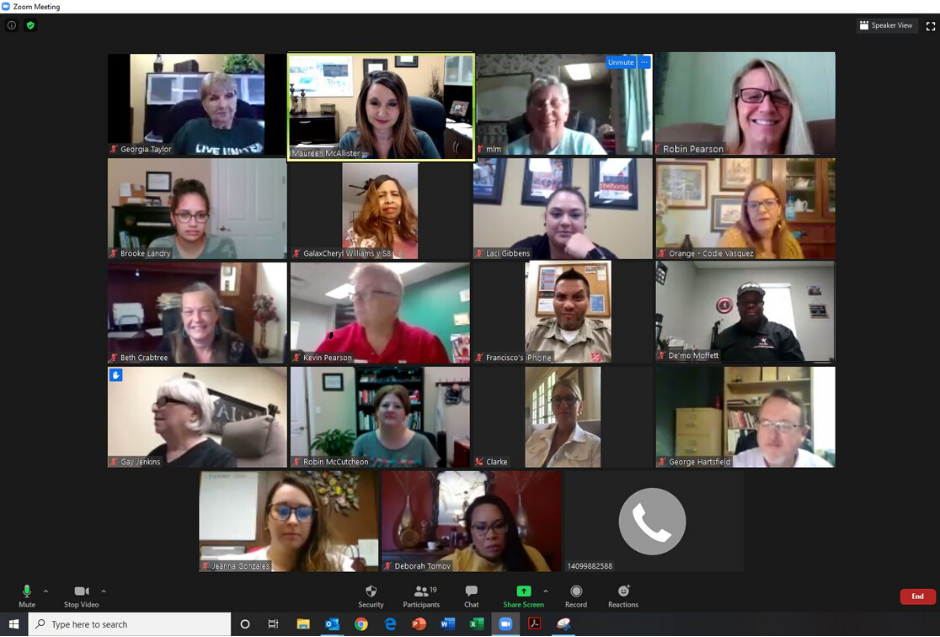 Zoom Meeting
Speaker View
LIVE UNITED
Georgia Taylor
Maureen McAllister
Unmute ...
mlm
Robin Pearson
Brooke Landry
GalaxCheryl Williams y S8
Laci Gibbens
Orange - Codie Vasquez
Beth Crabtree
Kevin Pearson
Francisco's iPhone
De'mo Moffett
Gay Jenkins
Robin McCutcheon
Clarke
George Hartsfield
Jeanna Gonzales
Deborah Tomov
14099882588
Mute
Stop Video
Security
19
Participants
Chat
Share Screen
Record
Reactions
End
Type here to search